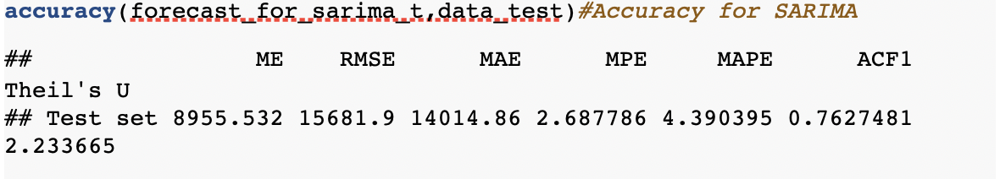 accuracy(forecast_for_sarima_t,data_test)#Accuracy for SARIMA
##                   ME    RMSE      MAE      MPE     MAPE      ACF1
Theil's U
## Test set 8955.532 15681.9 14014.86 2.687786 4.390395 0.7627481
2.233665